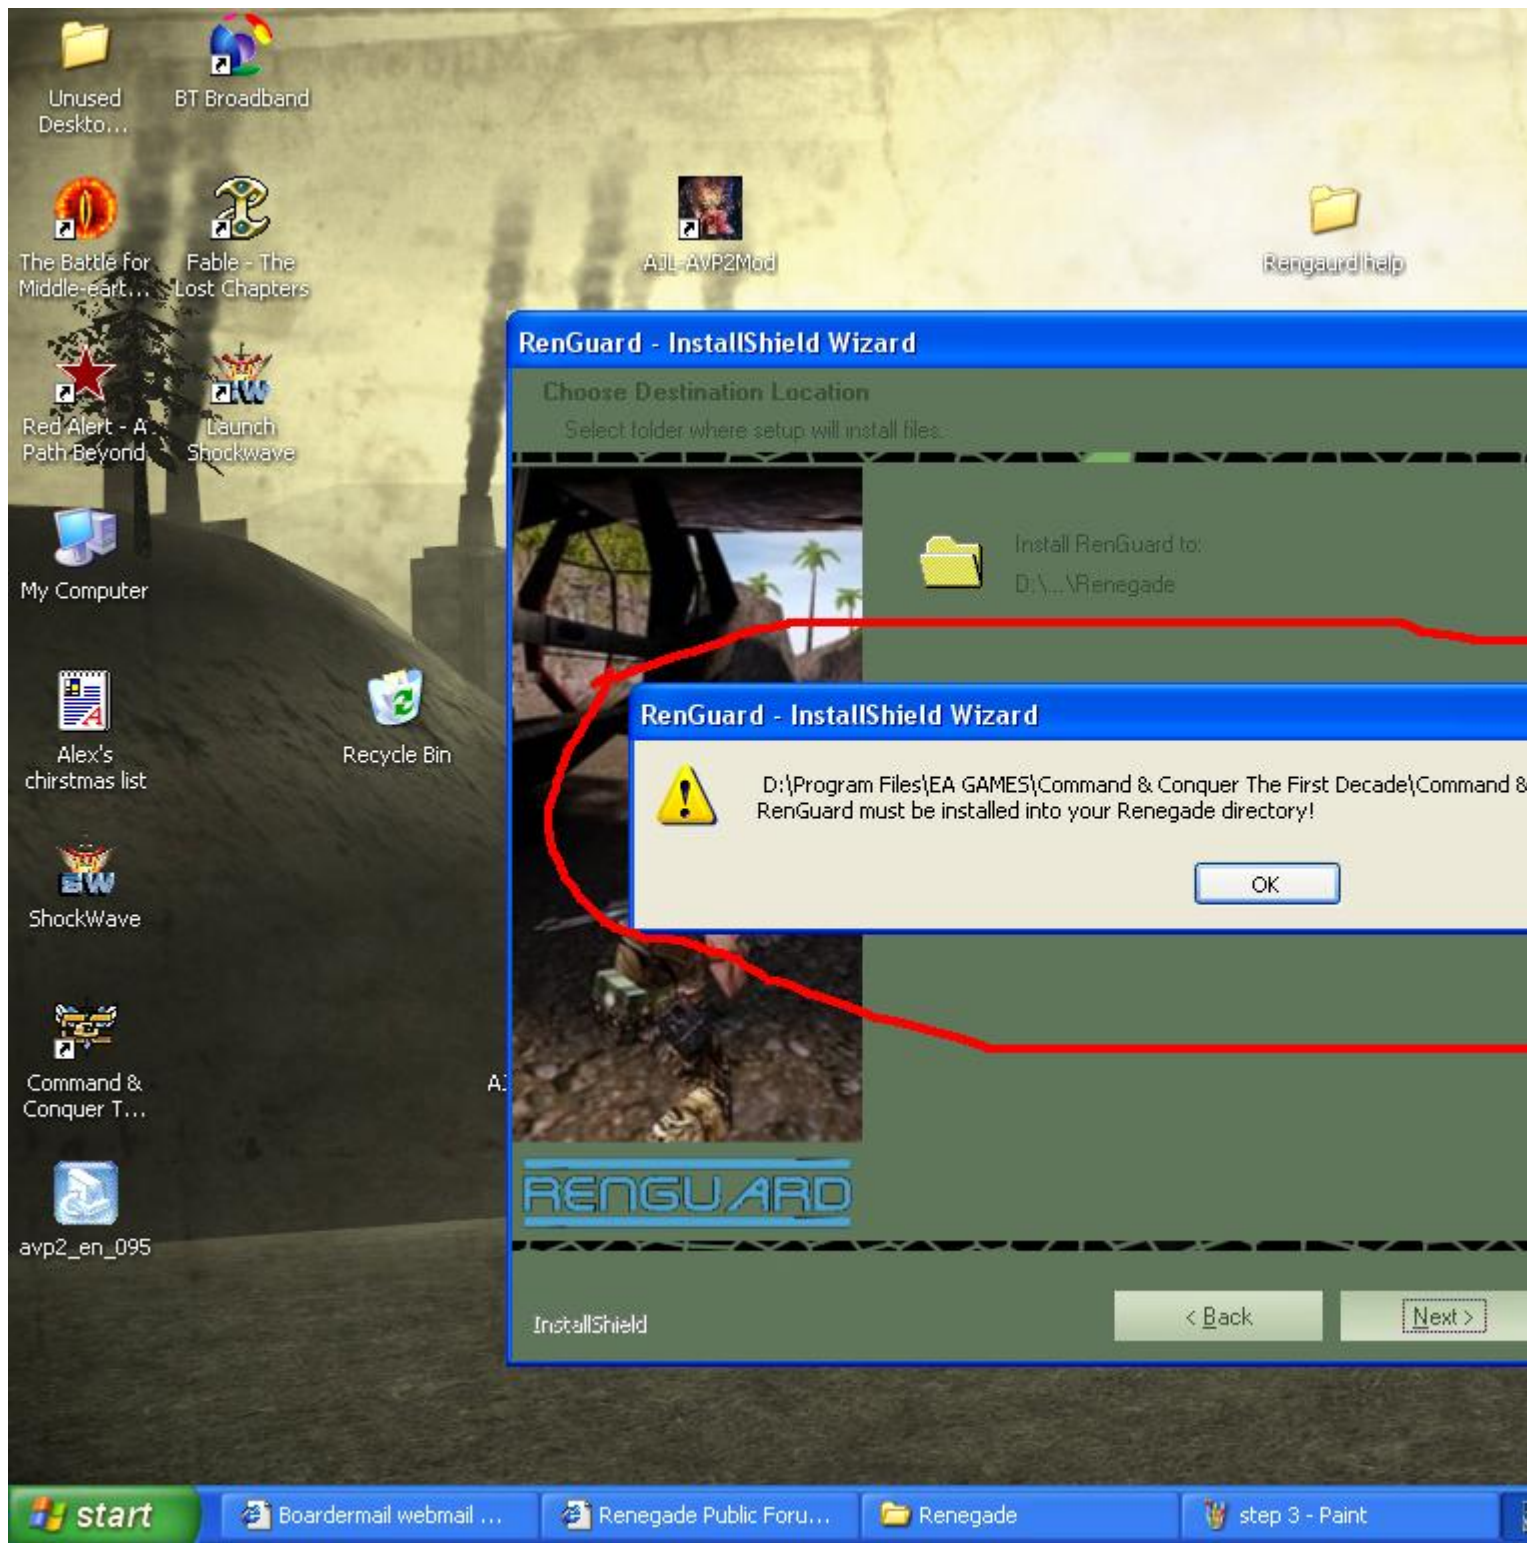 Unused
Deskto...
BT Broadband
The Battle for
Middle-eart...
Fable - The
Lost Chapters
AJL-AVP2Mod
Rengaurd help
Red Alert - A
Path Beyond
Launch
Shockwave
My Computer
Alex's
chirstmas list
Recycle Bin
ShockWave
Command &
Conquer T...
avp2_en_095
RenGuard - InstallShield Wizard
Choose Destination Location
Select folder where setup will install files.
Install RenGuard to:
D:\...\Renegade
RenGuard - InstallShield Wizard
D:\Program Files\EA GAMES\Command & Conquer The First Decade\Command &
RenGuard must be installed into your Renegade directory!
OK
RENGUARD
InstallShield
< Back
Next >
start
Boardermail webmail ...
Renegade Public Foru...
Renegade
step 3 - Paint